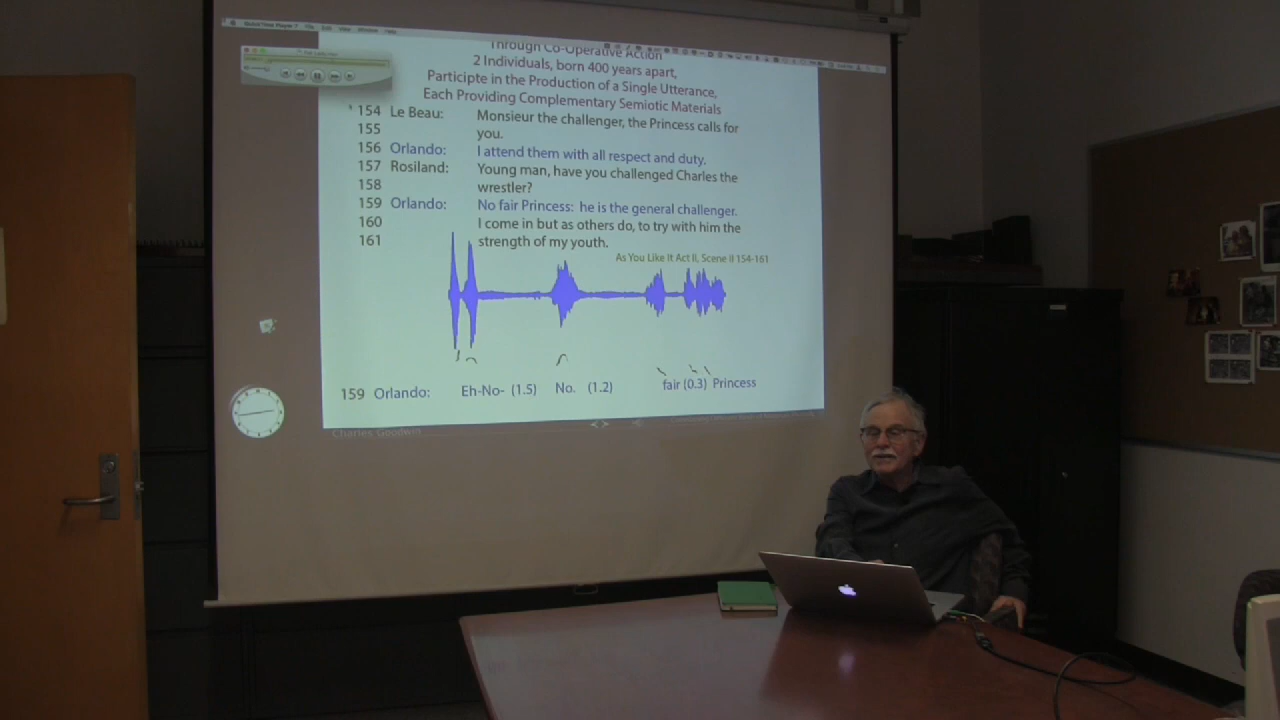 Through Co-Operative Action
2 Individuals, born 400 years apart,
Participte in the Production of a Single Utterance,
Each Providing Complementary Semiotic Materials
154 Le Beau: Monsieur the challenger, the Princess calls for
155 you.
156 Orlando: I attend them with all respect and duty.
157 Rosiland: Young man, have you challenged Charles the
158 wrestler?
159 Orlando: No fair Princess: he is the general challenger.
160 I come in but as others do, to try with him the
161 strength of my youth.
As You Like It Act II, Scene II 154-161
159 Orlando: Eh-No- (1.5) No. (1.2) fair (0.3) Princess
Charles Goodwin